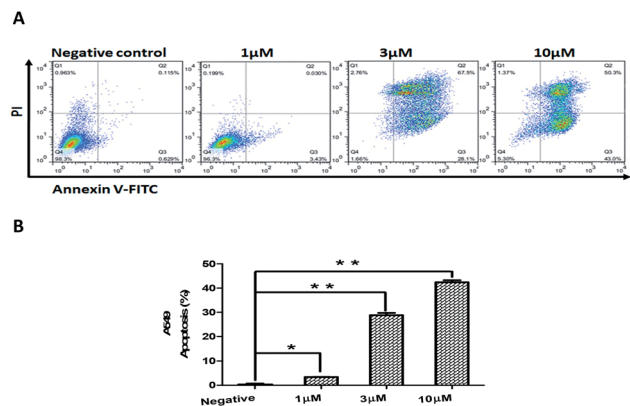 A
Negative control 1µM 3µM 10µM
Q1 0.963% Q2 0.115%
Q4 98.3% Q3 0.629%
Q1 0.199% Q2 0.030%
Q4 96.3% Q3 3.43%
Q1 2.76% Q2 67.5%
Q4 1.66% Q3 28.1%
Q1 1.37% Q2 50.3%
Q4 5.30% Q3 43.0%
PI
Annexin V-FITC
B
A549
Apoptosis (%)
50
40
30
20
10
0
* *
* *
*
Negative 1µM 3µM 10µM